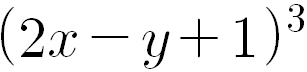 (2x − y + 1)³